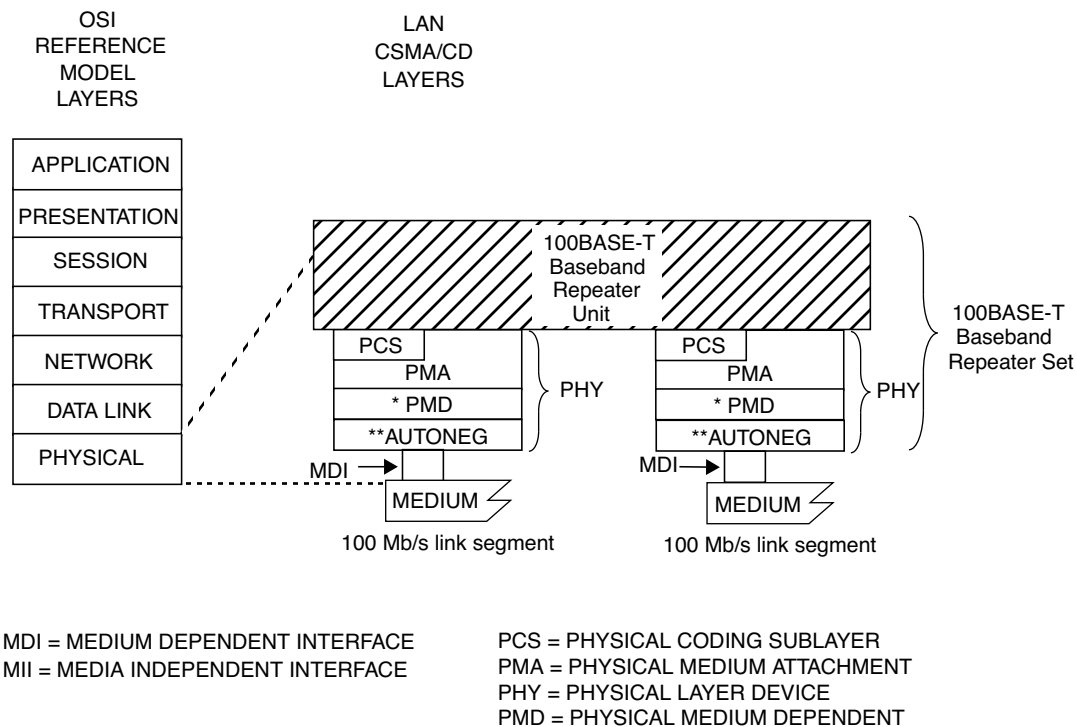 OSI
REFERENCE
MODEL
LAYERS
LAN
CSMA/CD
LAYERS
APPLICATION
PRESENTATION
SESSION
TRANSPORT
NETWORK
DATA LINK
PHYSICAL
100BASE-T
Baseband
Repeater
Unit
PCS
PMA
* PMD
**AUTONEG
PHY
MDI
MEDIUM
100 Mb/s link segment
PCS
PMA
* PMD
**AUTONEG
PHY
MDI
MEDIUM
100 Mb/s link segment
100BASE-T
Baseband
Repeater Set
MDI = MEDIUM DEPENDENT INTERFACE
MII = MEDIA INDEPENDENT INTERFACE
PCS = PHYSICAL CODING SUBLAYER
PMA = PHYSICAL MEDIUM ATTACHMENT
PHY = PHYSICAL LAYER DEVICE
PMD = PHYSICAL MEDIUM DEPENDENT